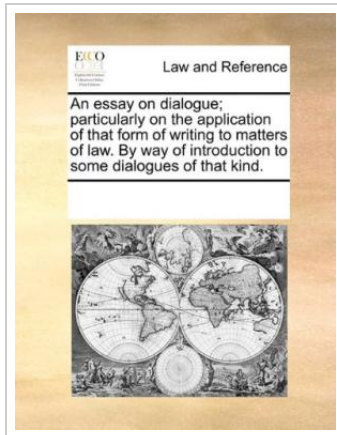 ECCO
Law and Reference
An essay on dialogue;
particularly on the application
of that form of writing to matters
of law. By way of introduction to
some dialogues of that kind.